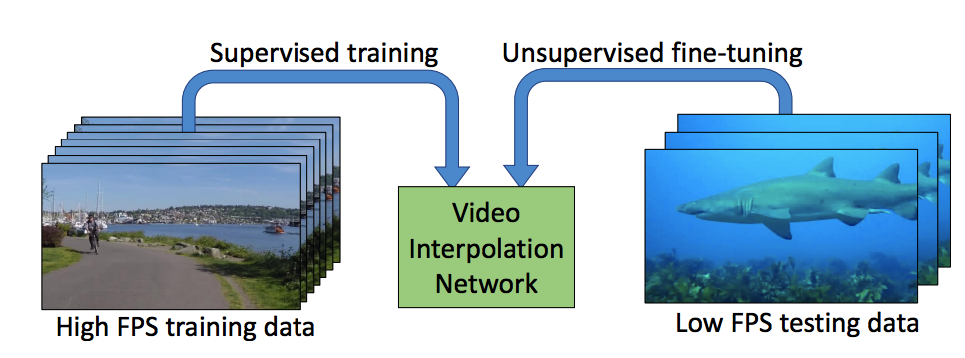 Supervised training
Unsupervised fine-tuning
Video
Interpolation
Network
High FPS training data
Low FPS testing data